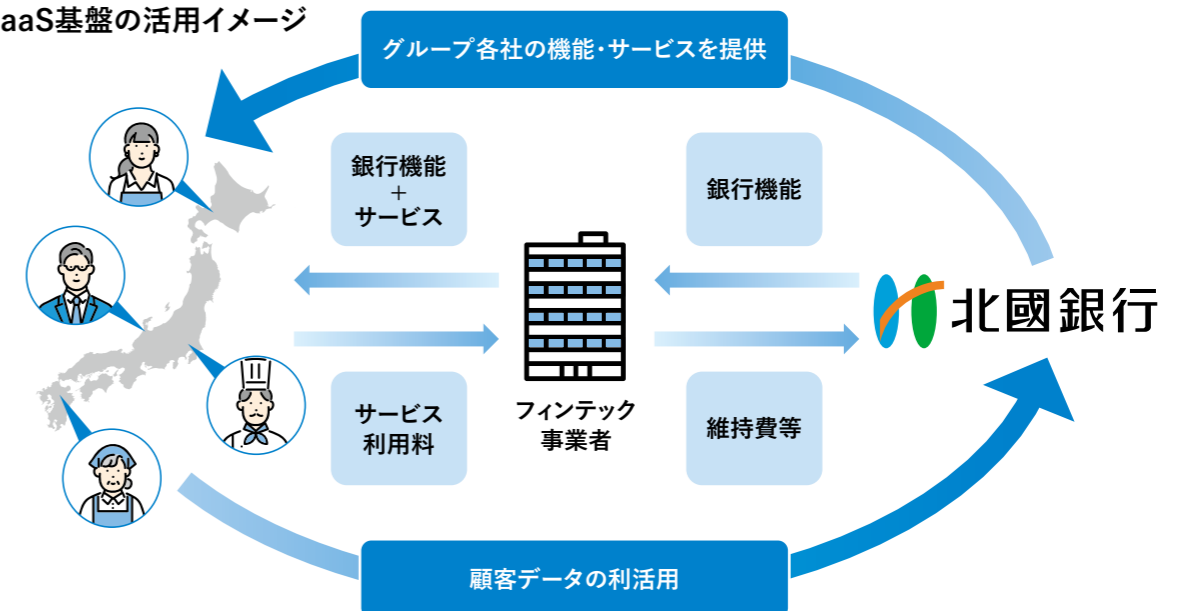 aaS基盤の活用イメージ
グループ各社の機能・サービスを提供
銀行機能
＋
サービス
銀行機能
北國銀行
サービス
利用料
フィンテック
事業者
維持費等
顧客データの利活用